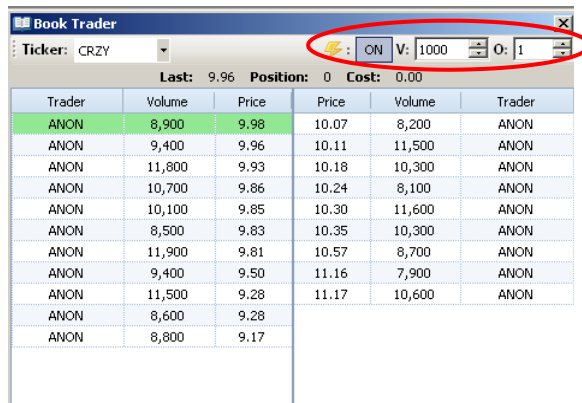 Book Trader
Ticker: CRZY : ON V: 1000 O: 1
Last: 9.96 Position: 0 Cost: 0.00
Trader Volume Price Price Volume Trader
ANON 8,900 9.98 10.07 8,200 ANON
ANON 9,400 9.96 10.11 11,500 ANON
ANON 11,800 9.93 10.18 10,300 ANON
ANON 10,700 9.86 10.24 8,100 ANON
ANON 10,100 9.85 10.30 11,600 ANON
ANON 8,500 9.83 10.35 10,300 ANON
ANON 11,900 9.81 10.57 8,700 ANON
ANON 9,400 9.50 11.16 7,900 ANON
ANON 11,500 9.28 11.17 10,600 ANON
ANON 8,600 9.28
ANON 8,800 9.17